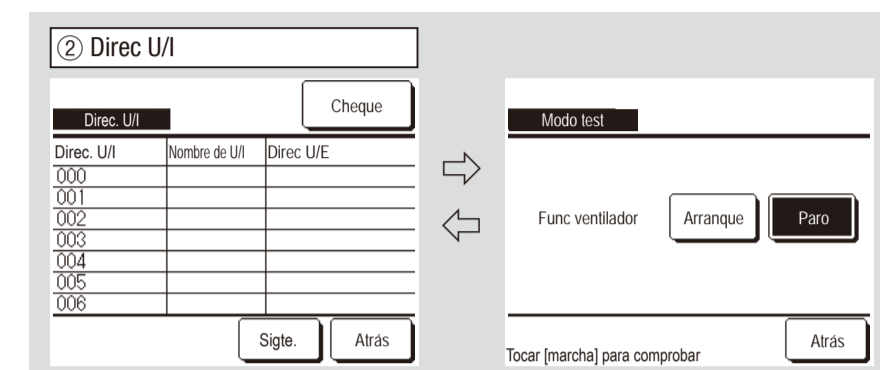 ② Direc U/I
Cheque
Direc. U/I
Direc. U/I Nombre de U/I Direc U/E
000
001
002
003
004
005
006
Sigte. Atrás
Modo test
Func ventilador Arranque Paro
Atrás
Tocar [marcha] para comprobar